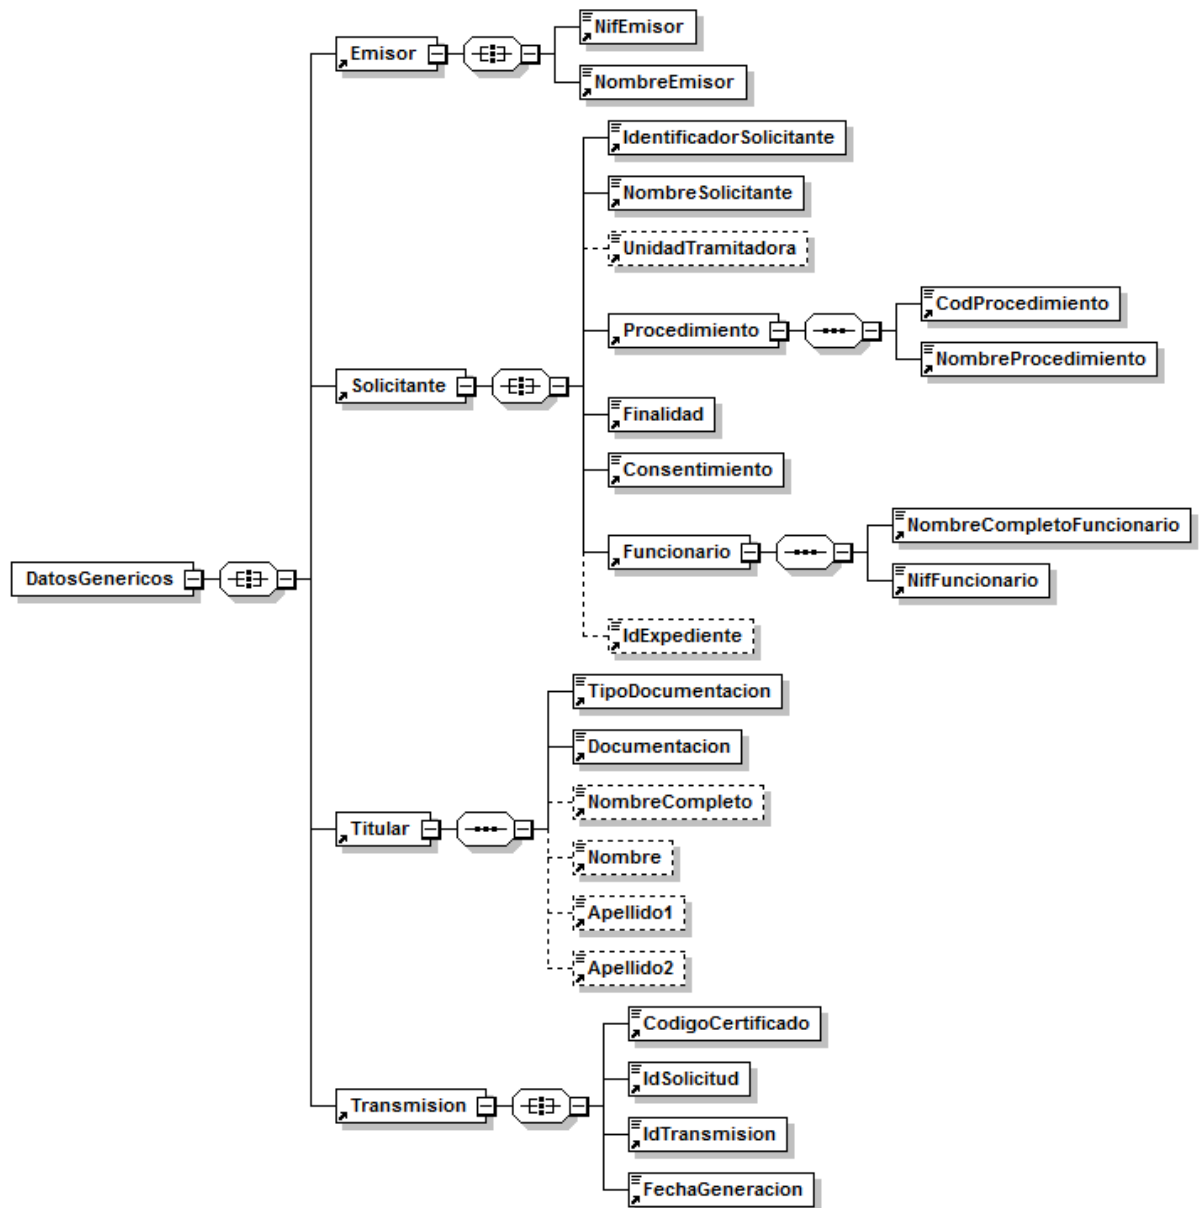 NifEmisor
Emisor
NombreEmisor
IdentificadorSolicitante
NombreSolicitante
UnidadTramitadora
CodProcedimiento
Procedimiento
NombreProcedimiento
Solicitante
Finalidad
Consentimiento
NombreCompletoFuncionario
Funcionario
DatosGenericos
NifFuncionario
IdExpediente
TipoDocumentacion
Documentacion
NombreCompleto
Titular
Nombre
Apellido1
Apellido2
CodigoCertificado
IdSolicitud
Transmision
IdTransmision
FechaGeneracion